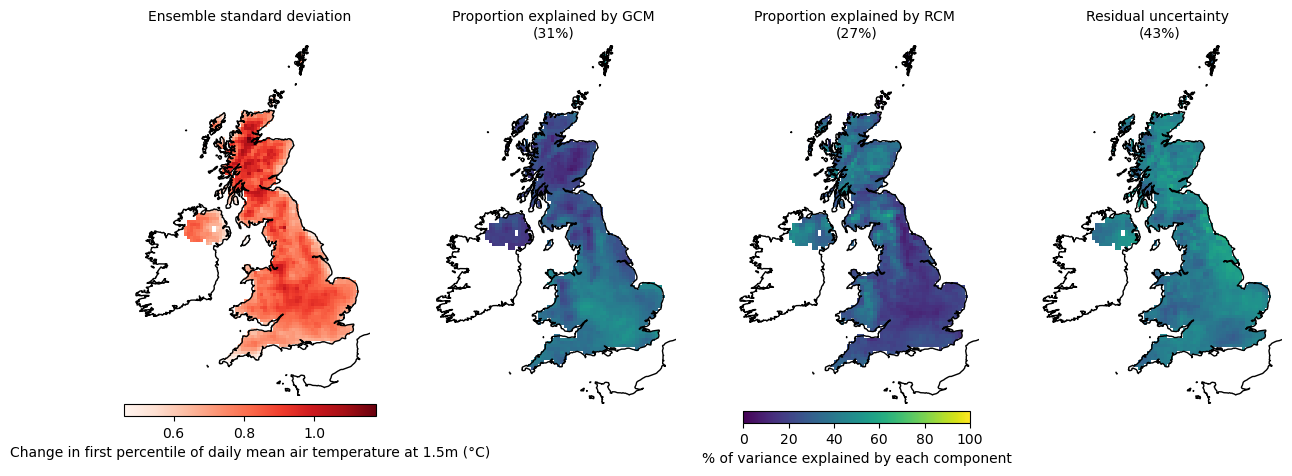 Ensemble standard deviation
Proportion explained by GCM
(31%)
Proportion explained by RCM
(27%)
Residual uncertainty
(43%)
0.6 0.8 1.0
Change in first percentile of daily mean air temperature at 1.5m (°C)
0 20 40 60 80 100
% of variance explained by each component